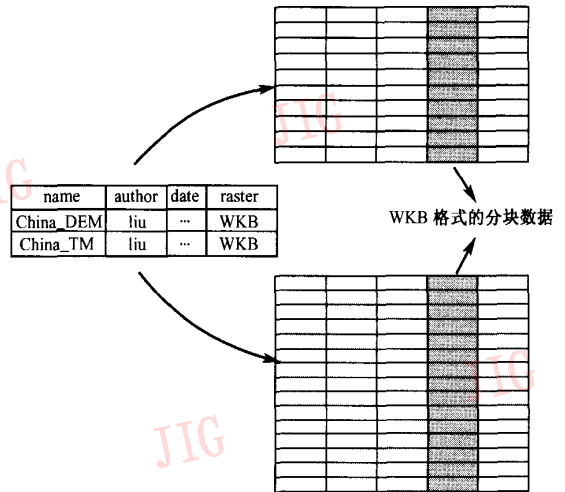 JIG
JIG
name author date raster
China_DEM liu ... WKB
China_TM liu ... WKB
WKB 格式的分块数据
JIG
JIG